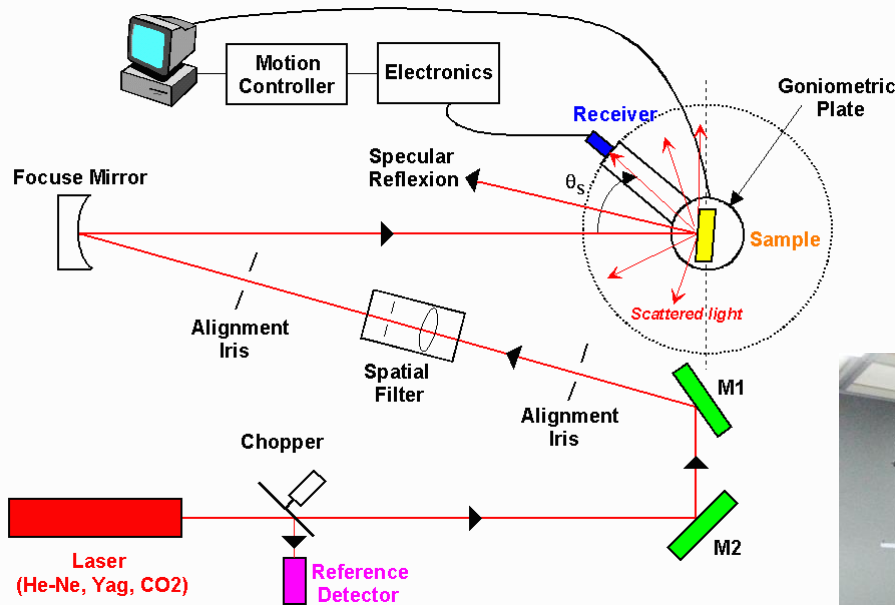 Motion
Controller
Electronics
Goniometric
Plate
Receiver
Specular
Reflexion
Focuse Mirror
θs
Sample
Scattered light
Alignment
Iris
Spatial
Filter
M1
Alignment
Iris
Chopper
M2
Laser
(He-Ne, Yag, CO2)
Reference
Detector